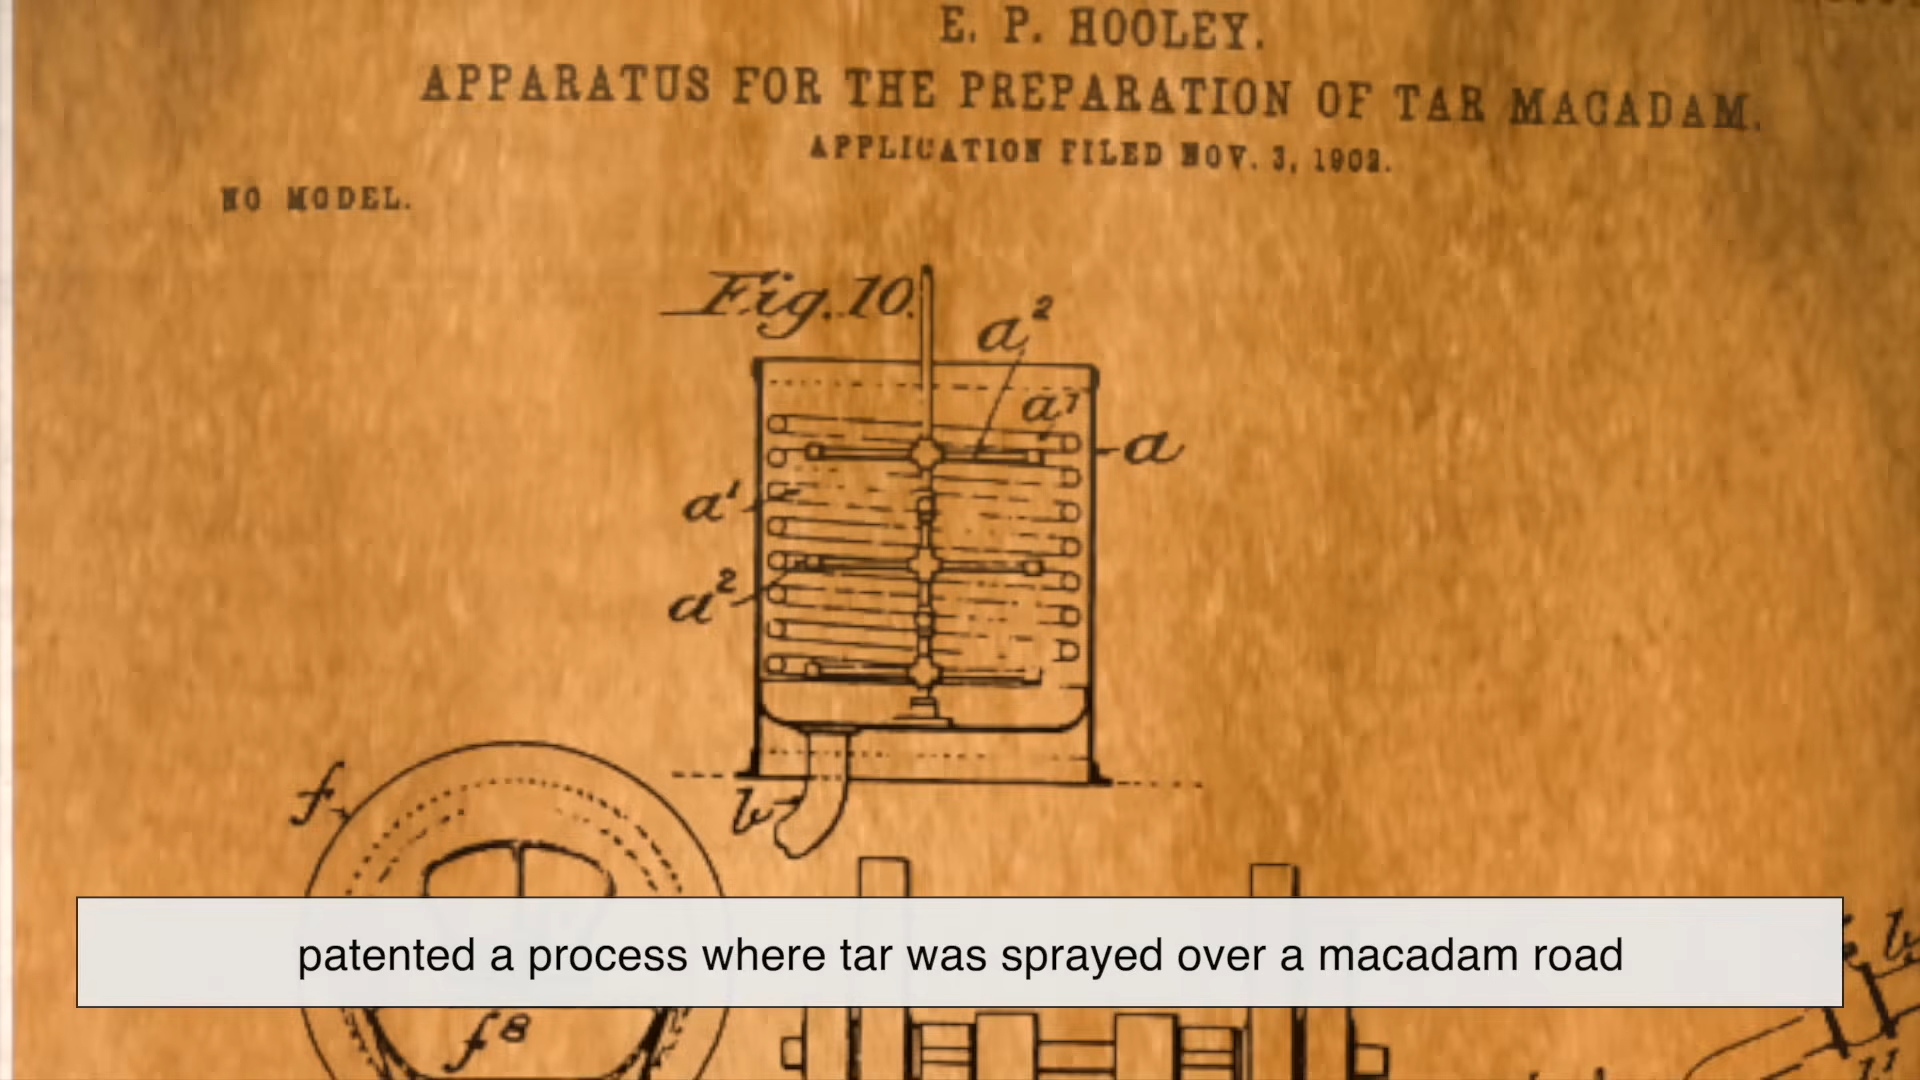 E. P. HOOLEY.
APPARATUS FOR THE PREPARATION OF TAR MACADAM.
APPLICATION FILED NOV. 3, 1902.
NO MODEL.
Fig. 10.
a²
a⁷
a
a¹
a²
f
b
patented a process where tar was sprayed over a macadam road
f⁸